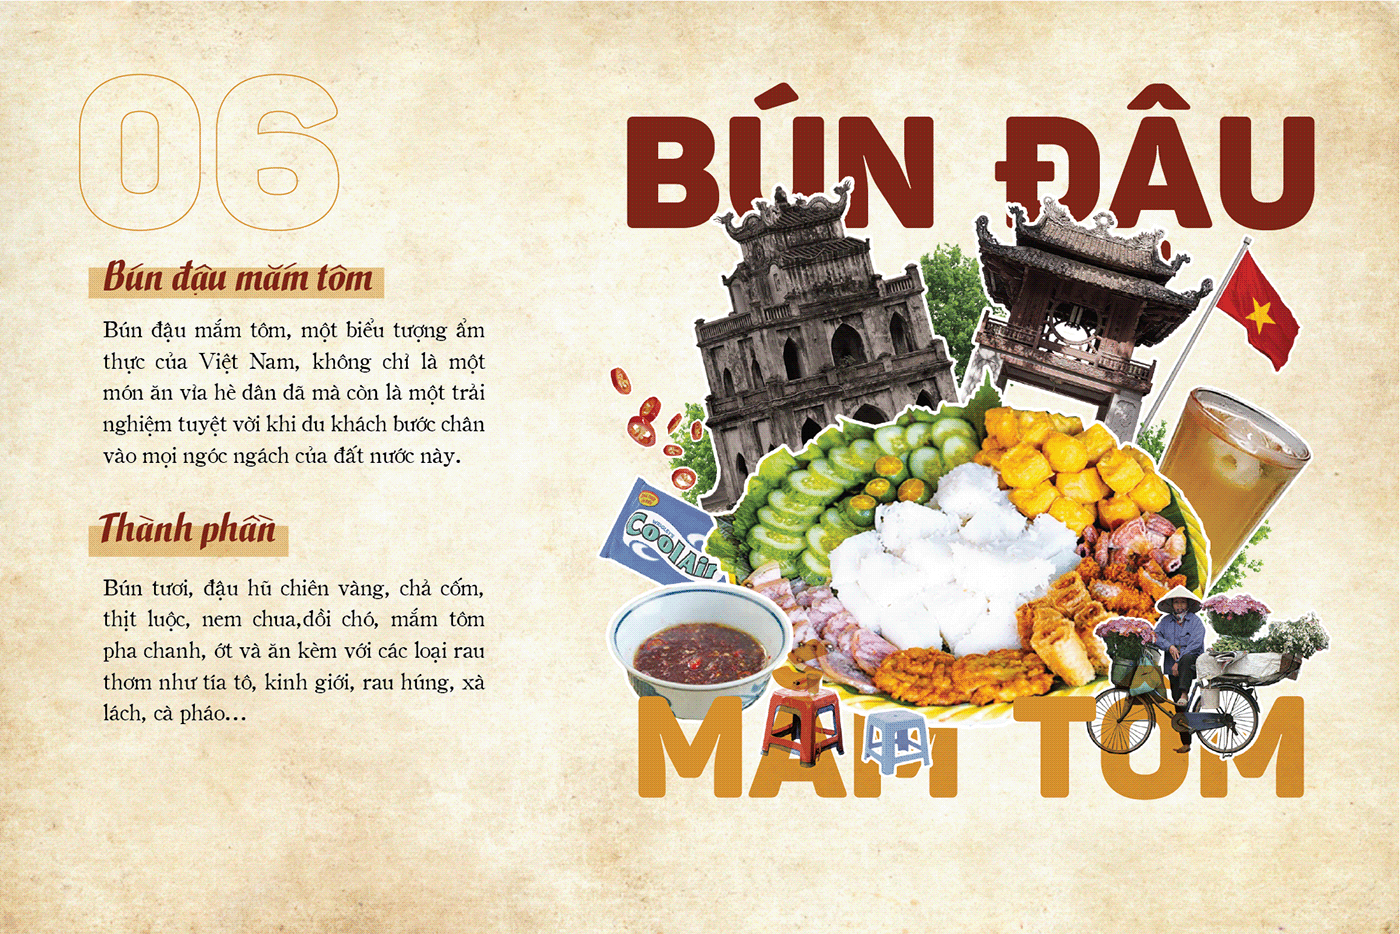 06
BÚN ĐẬU
Bún đậu mắm tôm
Bún đậu mắm tôm, một biểu tượng ẩm
thực của Việt Nam, không chỉ là một
món ăn vỉa hè dân dã mà còn là một trải
nghiệm tuyệt vời khi du khách bước chân
vào mọi ngóc ngách của đất nước này.
Thành phần
Bún tươi, đậu hũ chiên vàng, chả cốm,
thịt luộc, nem chua,dồi chó, mắm tôm
pha chanh, ớt và ăn kèm với các loại rau
thơm như tía tô, kinh giới, rau húng, xà
lách, cà pháo...
Cool Air
MẮM TÔM